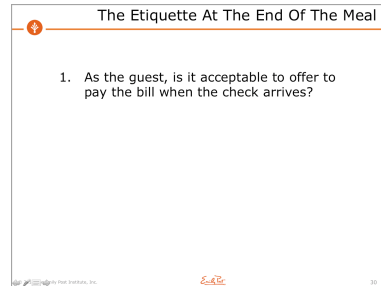 The Etiquette At The End Of The Meal
1. As the guest, is it acceptable to offer to
pay the bill when the check arrives?
Post Institute, Inc.
Emily Post
30